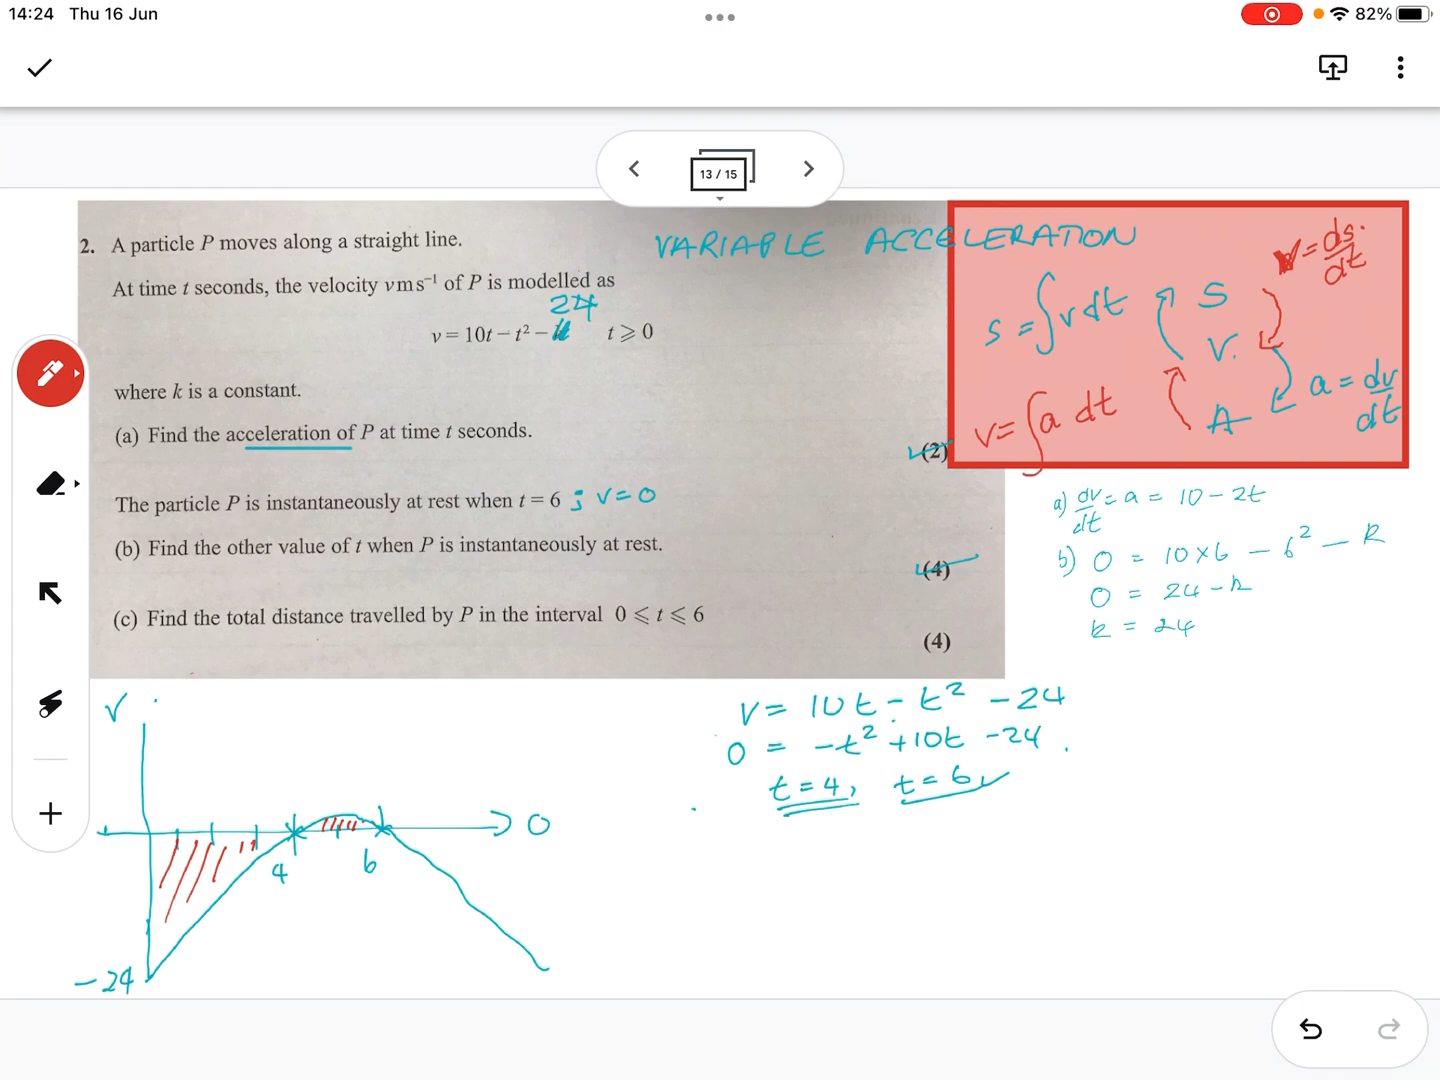 14:24 Thu 16 Jun
82%
13 / 15
VARIABLE ACCELERATION
2. A particle P moves along a straight line.
At time t seconds, the velocity v m s⁻¹ of P is modelled as
24
v = 10t – t² – k t ⩾ 0
where k is a constant.
(a) Find the acceleration of P at time t seconds.
(2)
The particle P is instantaneously at rest when t = 6 ; v=0
(b) Find the other value of t when P is instantaneously at rest.
(4)
(c) Find the total distance travelled by P in the interval 0 ⩽ t ⩽ 6
(4)
v = ds/dt
s = ∫v dt
S
V.
A
a = dv/dt
v = ∫a dt
a) dv/dt = a = 10 - 2t
b) 0 = 10×6 - 6² - k
0 = 24 - k
k = 24
v = 10t - t² - 24
0 = -t² + 10t - 24
t = 4, t = 6 ✓
V
0
4
6
-24